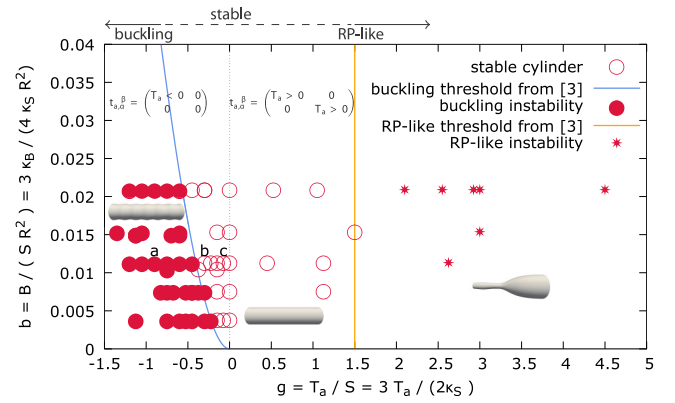 stable
buckling RP-like
0.04
0.035
0.03
0.025
0.02
0.015
0.01
0.005
0
b = B / ( S R²) = 3 κ_B / (4 κ_S R²)
t_{a,α}^β = (T_a < 0 0
0 0)
t_{a,α}^β = (T_a > 0 0
0 T_a > 0)
stable cylinder
buckling threshold from [3]
buckling instability
RP-like threshold from [3]
RP-like instability
a b c
-1.5 -1 -0.5 0 0.5 1 1.5 2 2.5 3 3.5 4 4.5 5
g = T_a / S = 3 T_a / (2κ_S)